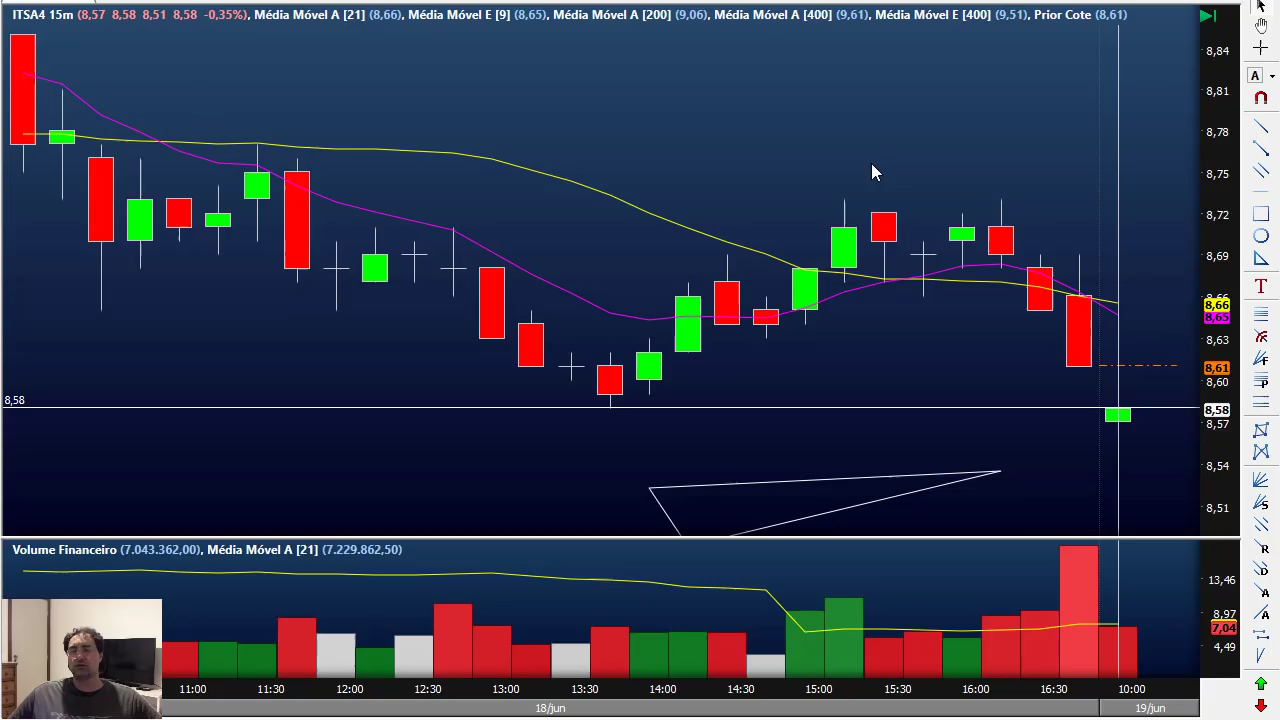 ITSA4 15m (8,57 8,58 8,51 8,58 -0,35%), Média Móvel A [21] (8,66), Média Móvel E [9] (8,65), Média Móvel A [200] (9,06), Média Móvel A [400] (9,61), Média Móvel E [400] (9,51), Prior Cote (8,61)
8,84
8,81
8,78
8,75
8,72
8,69
8,66
8,65
8,63
8,61
8,60
8,58
8,58
8,57
8,54
8,51
Volume Financeiro (7.043.362,00), Média Móvel A [21] (7.229.862,50)
13,46
8,97
7,04
4,49
11:00 11:30 12:00 12:30 13:00 13:30 14:00 14:30 15:00 15:30 16:00 16:30 10:00
18/jun 19/jun
A
T
F
P
S
R
D
A
A